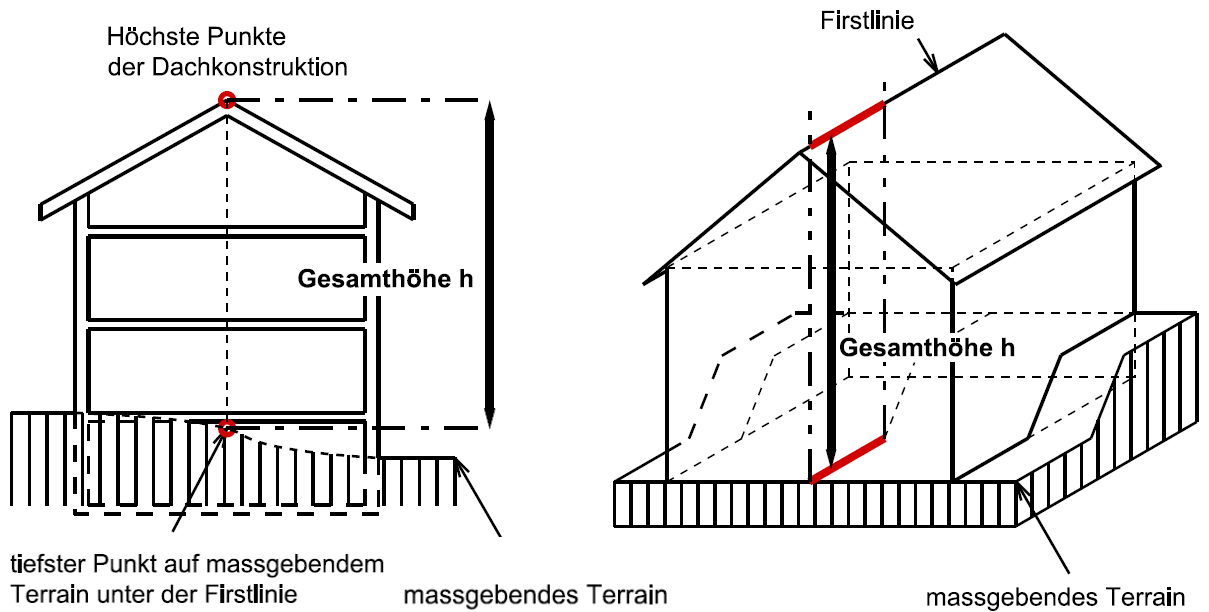 Höchste Punkte
der Dachkonstruktion
Gesamthöhe h
tiefster Punkt auf massgebendem
Terrain unter der Firstlinie
massgebendes Terrain
Firstlinie
Gesamthöhe h
massgebendes Terrain